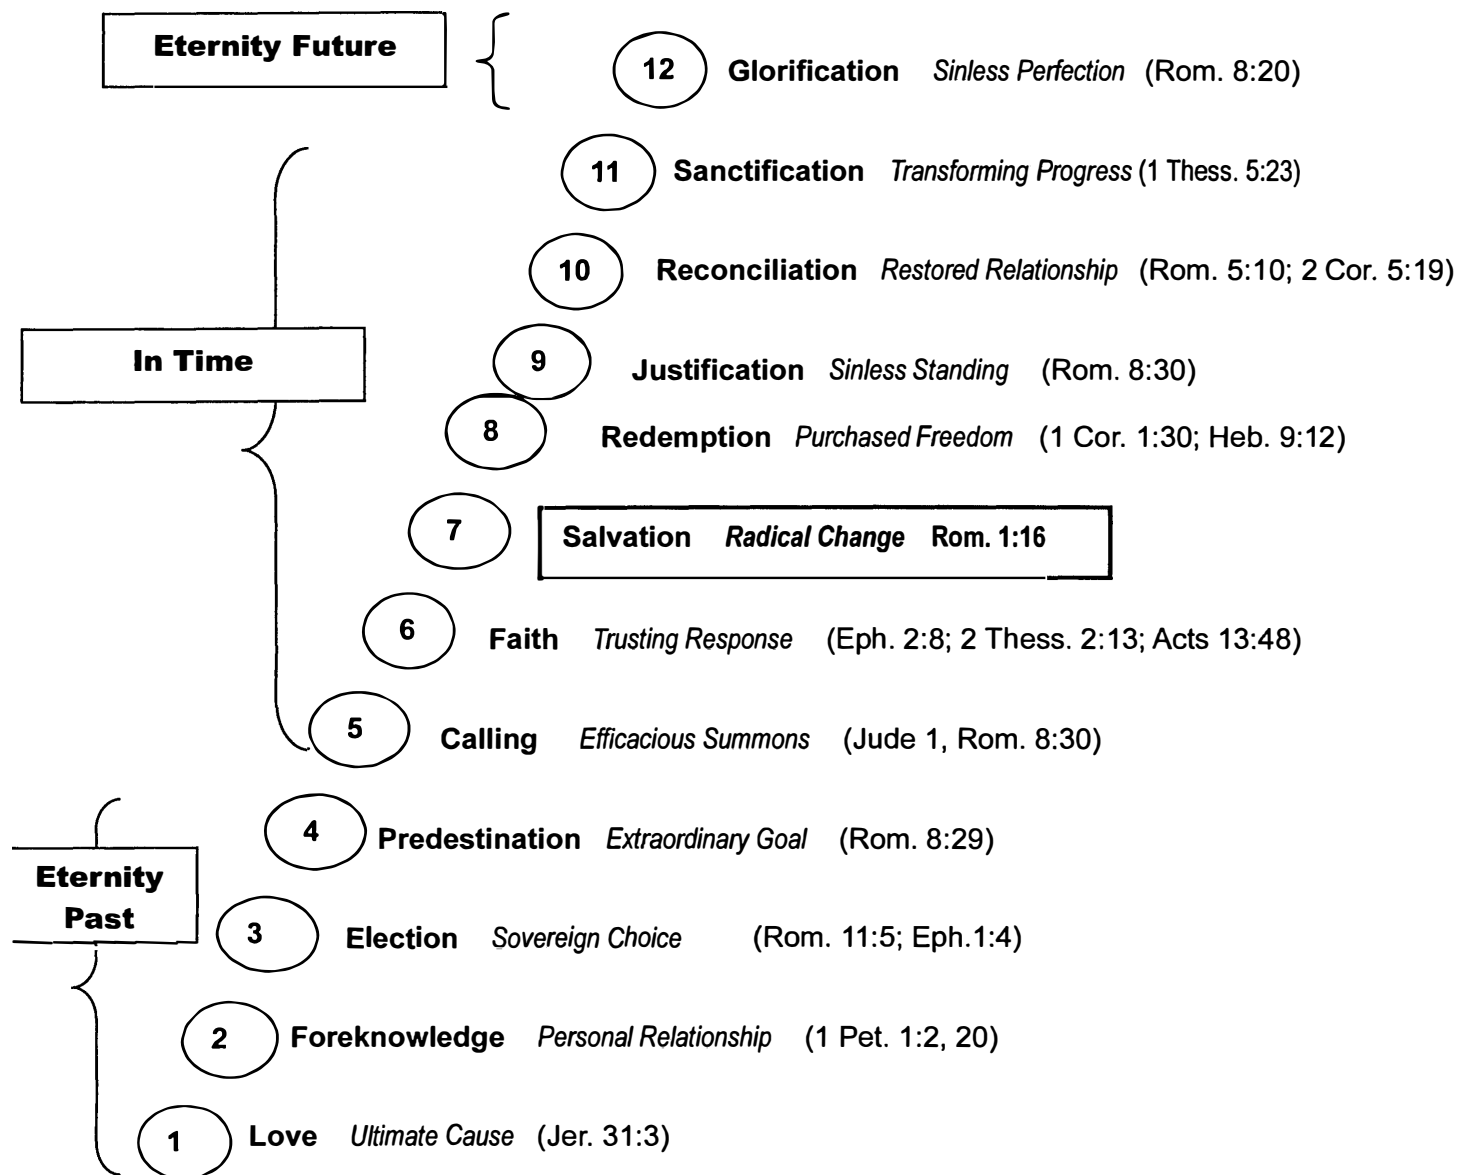 Eternity Future
12 Glorification Sinless Perfection (Rom. 8:20)
11 Sanctification Transforming Progress (1 Thess. 5:23)
10 Reconciliation Restored Relationship (Rom. 5:10; 2 Cor. 5:19)
In Time
9 Justification Sinless Standing (Rom. 8:30)
8 Redemption Purchased Freedom (1 Cor. 1:30; Heb. 9:12)
7 Salvation Radical Change Rom. 1:16
6 Faith Trusting Response (Eph. 2:8; 2 Thess. 2:13; Acts 13:48)
5 Calling Efficacious Summons (Jude 1, Rom. 8:30)
4 Predestination Extraordinary Goal (Rom. 8:29)
Eternity
Past
3 Election Sovereign Choice (Rom. 11:5; Eph.1:4)
2 Foreknowledge Personal Relationship (1 Pet. 1:2, 20)
1 Love Ultimate Cause (Jer. 31:3)